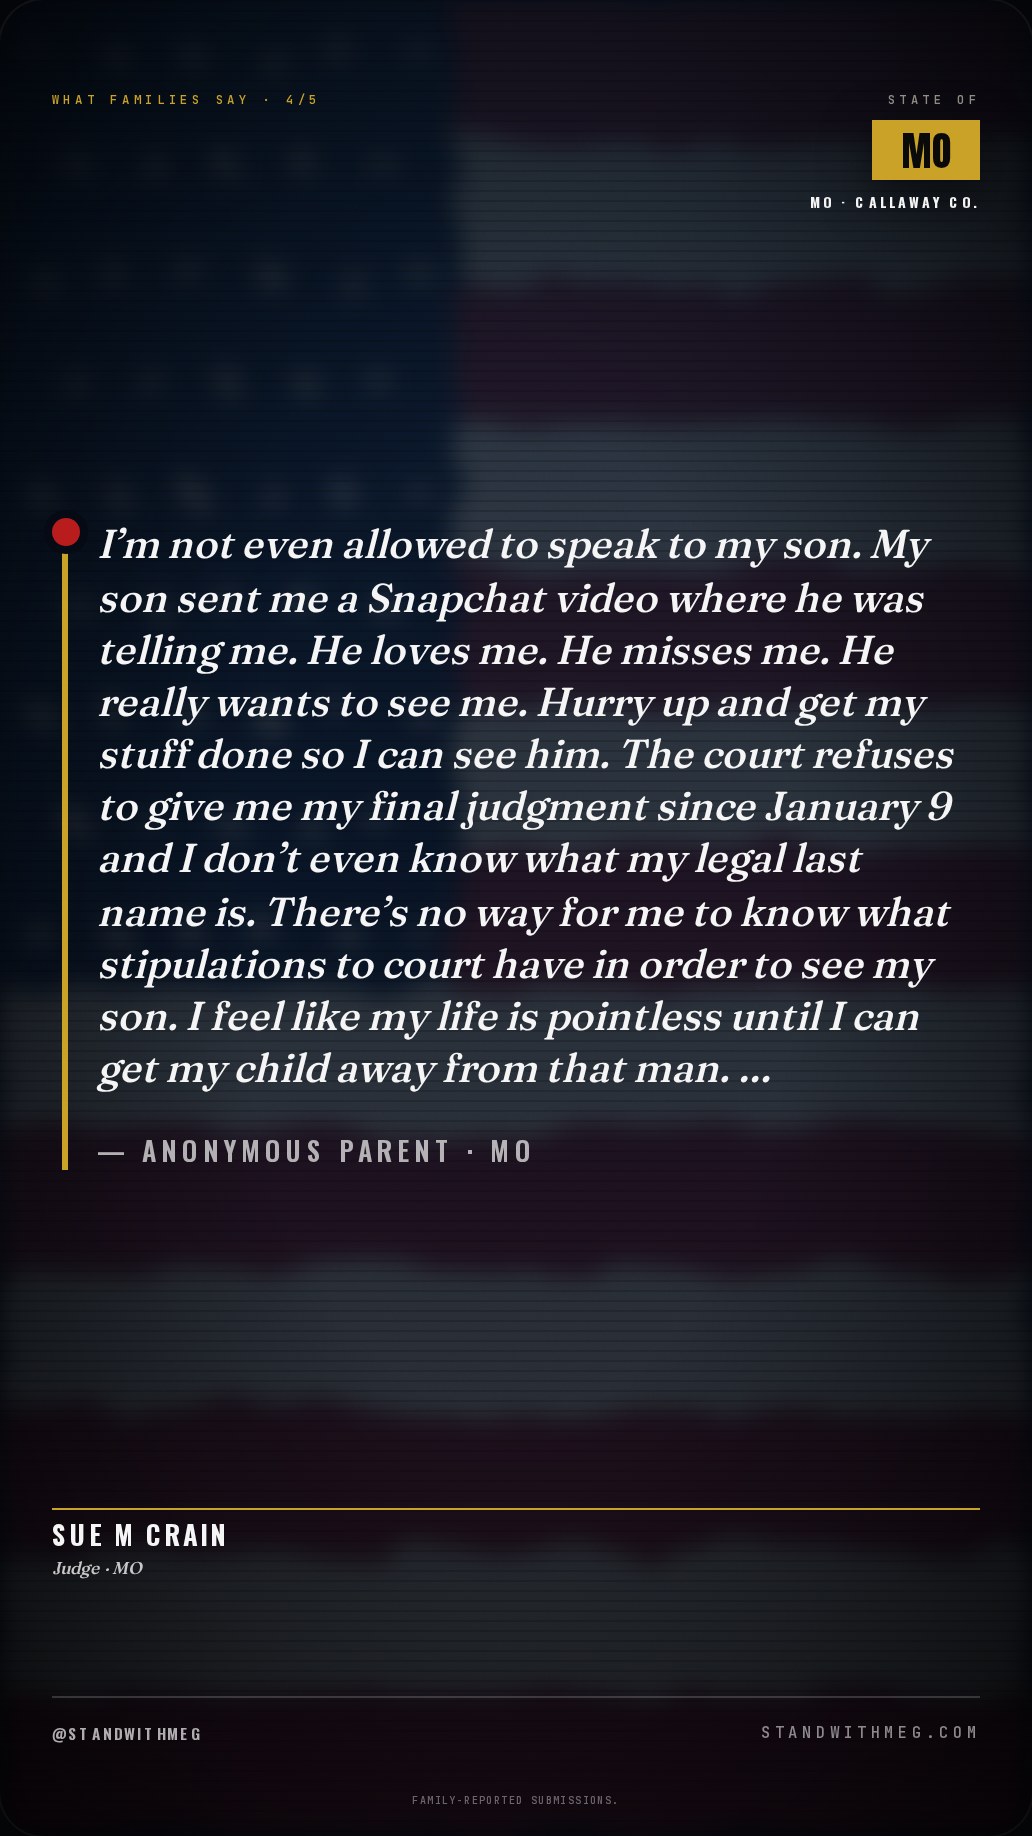 WHAT FAMILIES SAY · 4/5
STATE OF
MO
MO · CALLAWAY CO.
I’m not even allowed to speak to my son. My
son sent me a Snapchat video where he was
telling me. He loves me. He misses me. He
really wants to see me. Hurry up and get my
stuff done so I can see him. The court refuses
to give me my final judgment since January 9
and I don’t even know what my legal last
name is. There’s no way for me to know what
stipulations to court have in order to see my
son. I feel like my life is pointless until I can
get my child away from that man. ...
— ANONYMOUS PARENT · MO
SUE M CRAIN
Judge · MO
@STANDWITHMEG
STANDWITHMEG.COM
FAMILY-REPORTED SUBMISSIONS.